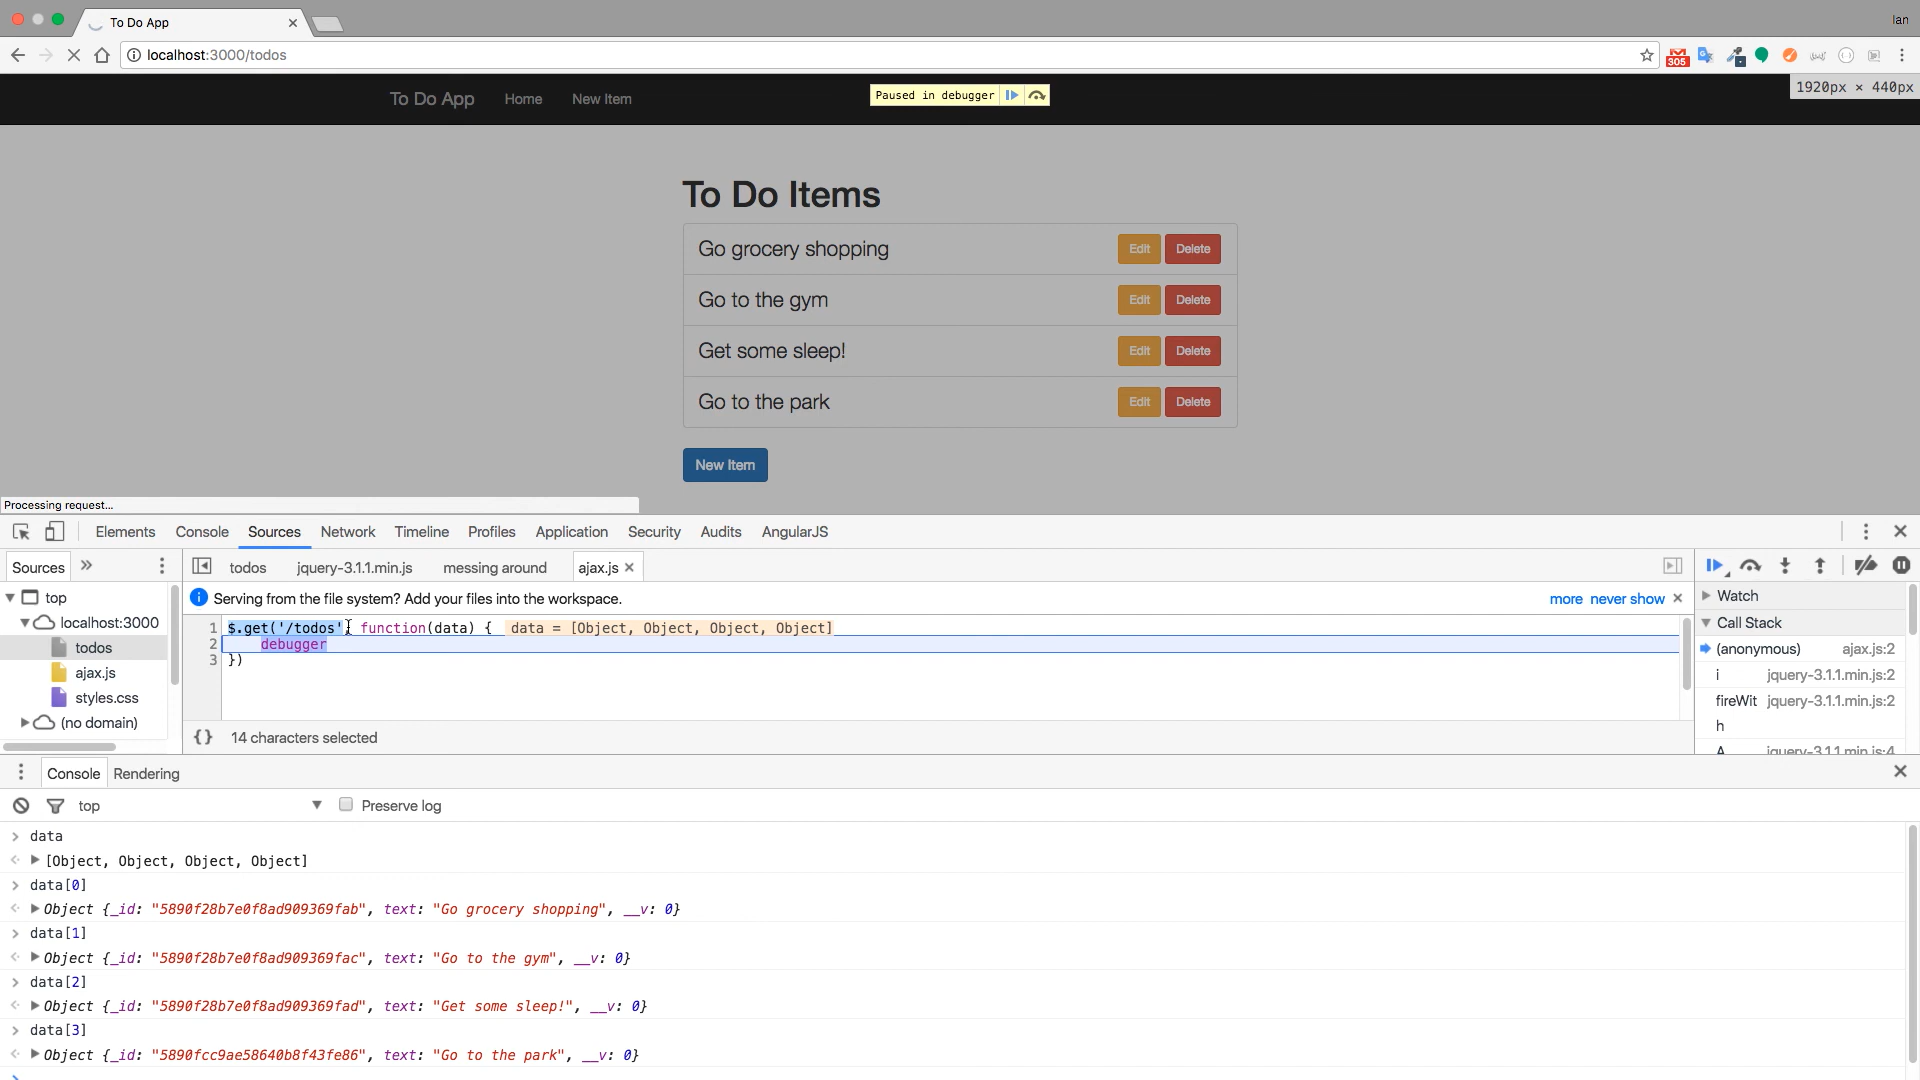 To Do App
Ian
localhost:3000/todos
305
To Do App Home New Item
Paused in debugger
1920px × 440px
To Do Items
Go grocery shopping Edit Delete
Go to the gym Edit Delete
Get some sleep! Edit Delete
Go to the park Edit Delete
New Item
Processing request...
Elements Console Sources Network Timeline Profiles Application Security Audits AngularJS
Sources » todos jquery-3.1.1.min.js messing around ajax.js
Serving from the file system? Add your files into the workspace. more never show
top
localhost:3000
todos
ajax.js
styles.css
(no domain)
1 $.get('/todos', function(data) { data = [Object, Object, Object, Object]
2 debugger
3 })
{} 14 characters selected
Watch
Call Stack
(anonymous) ajax.js:2
i jquery-3.1.1.min.js:2
fireWit jquery-3.1.1.min.js:2
h
A jquery-3.1.1.min.js:4
Console Rendering
top Preserve log
data
[Object, Object, Object, Object]
data[0]
Object {_id: "5890f28b7e0f8ad909369fab", text: "Go grocery shopping", __v: 0}
data[1]
Object {_id: "5890f28b7e0f8ad909369fac", text: "Go to the gym", __v: 0}
data[2]
Object {_id: "5890f28b7e0f8ad909369fad", text: "Get some sleep!", __v: 0}
data[3]
Object {_id: "5890fcc9ae58640b8f43fe86", text: "Go to the park", __v: 0}